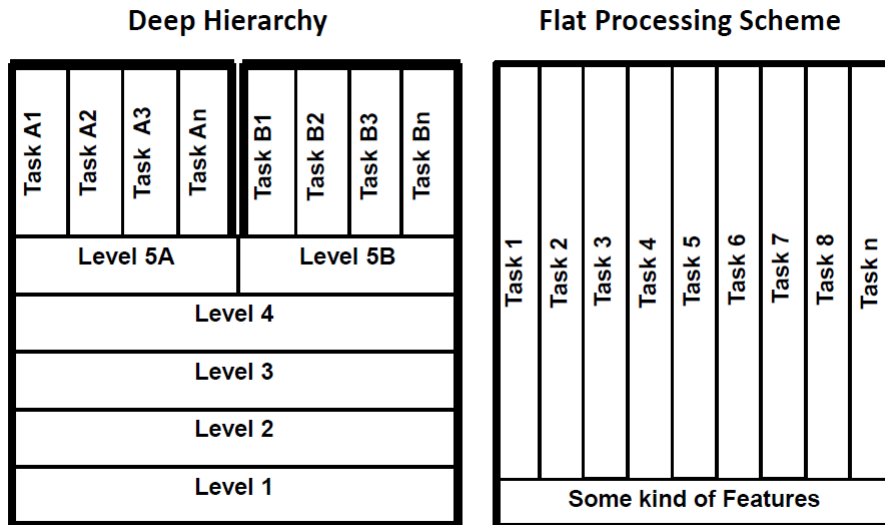 Deep Hierarchy
Task A1
Task A2
Task A3
Task An
Task B1
Task B2
Task B3
Task Bn
Level 5A
Level 5B
Level 4
Level 3
Level 2
Level 1
Flat Processing Scheme
Task 1
Task 2
Task 3
Task 4
Task 5
Task 6
Task 7
Task 8
Task n
Some kind of Features